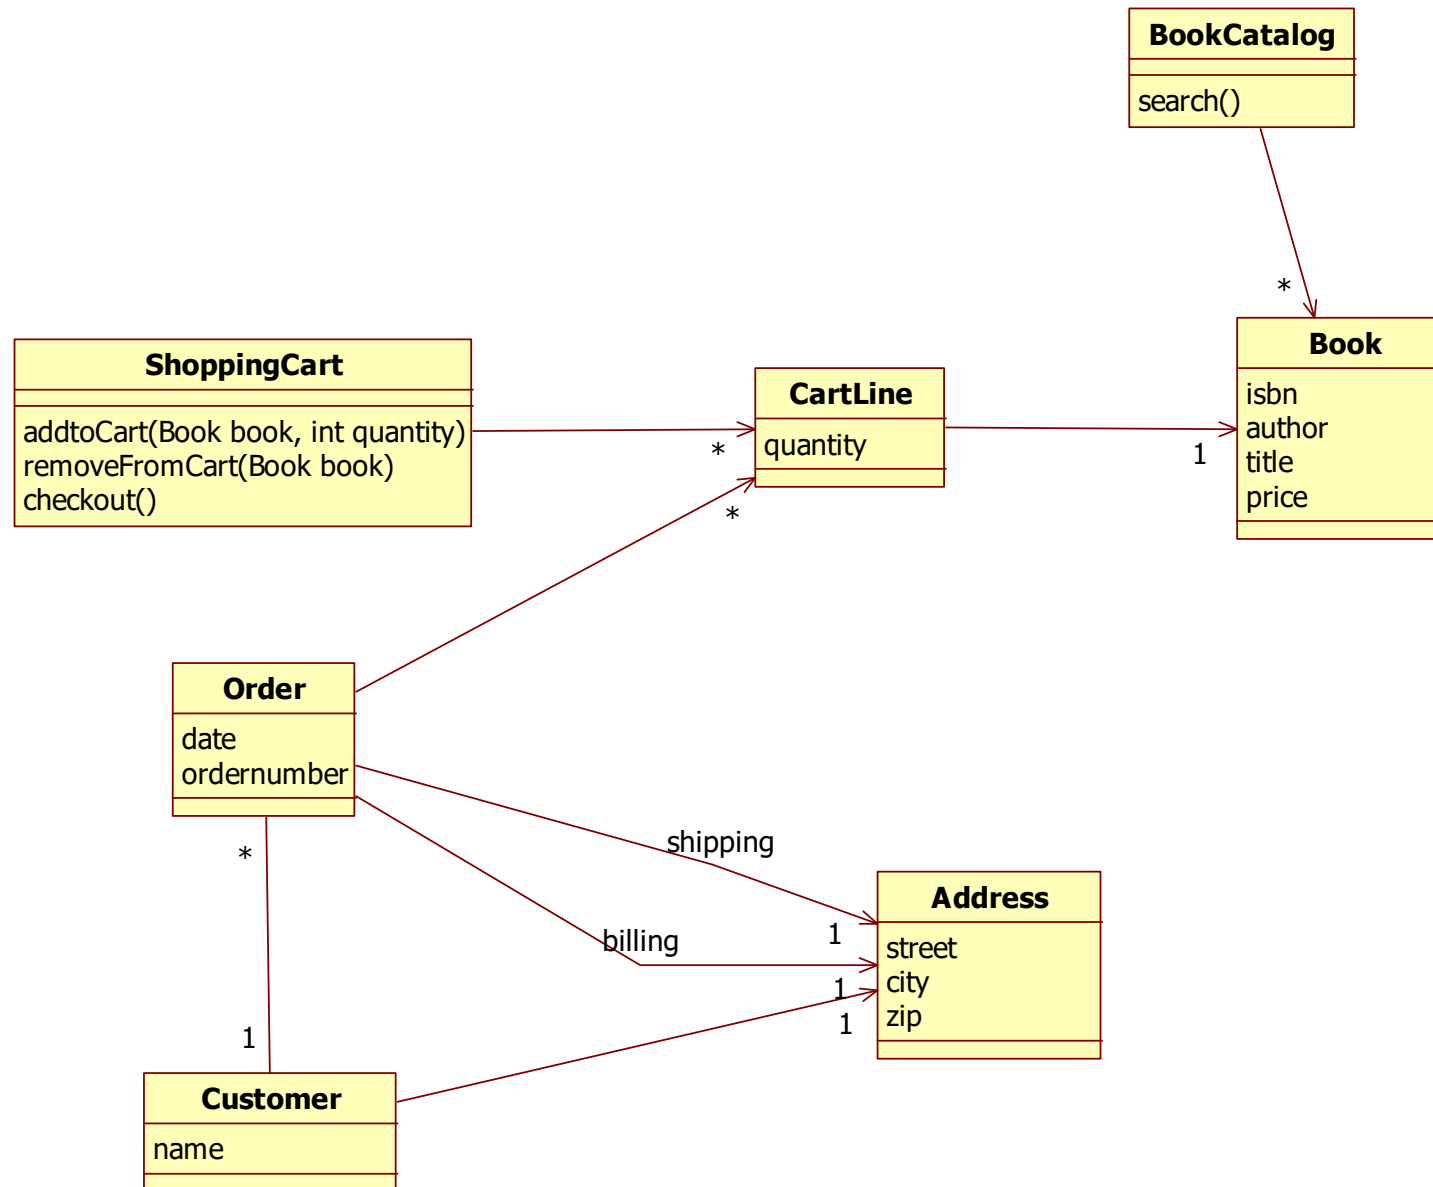 BookCatalog
search()
*
Book
isbn
author
title
price
ShoppingCart
addtoCart(Book book, int quantity)
removeFromCart(Book book)
checkout()
*
CartLine
quantity
1
*
Order
date
ordernumber
*
shipping
billing
1
1
1
Address
street
city
zip
1
Customer
name